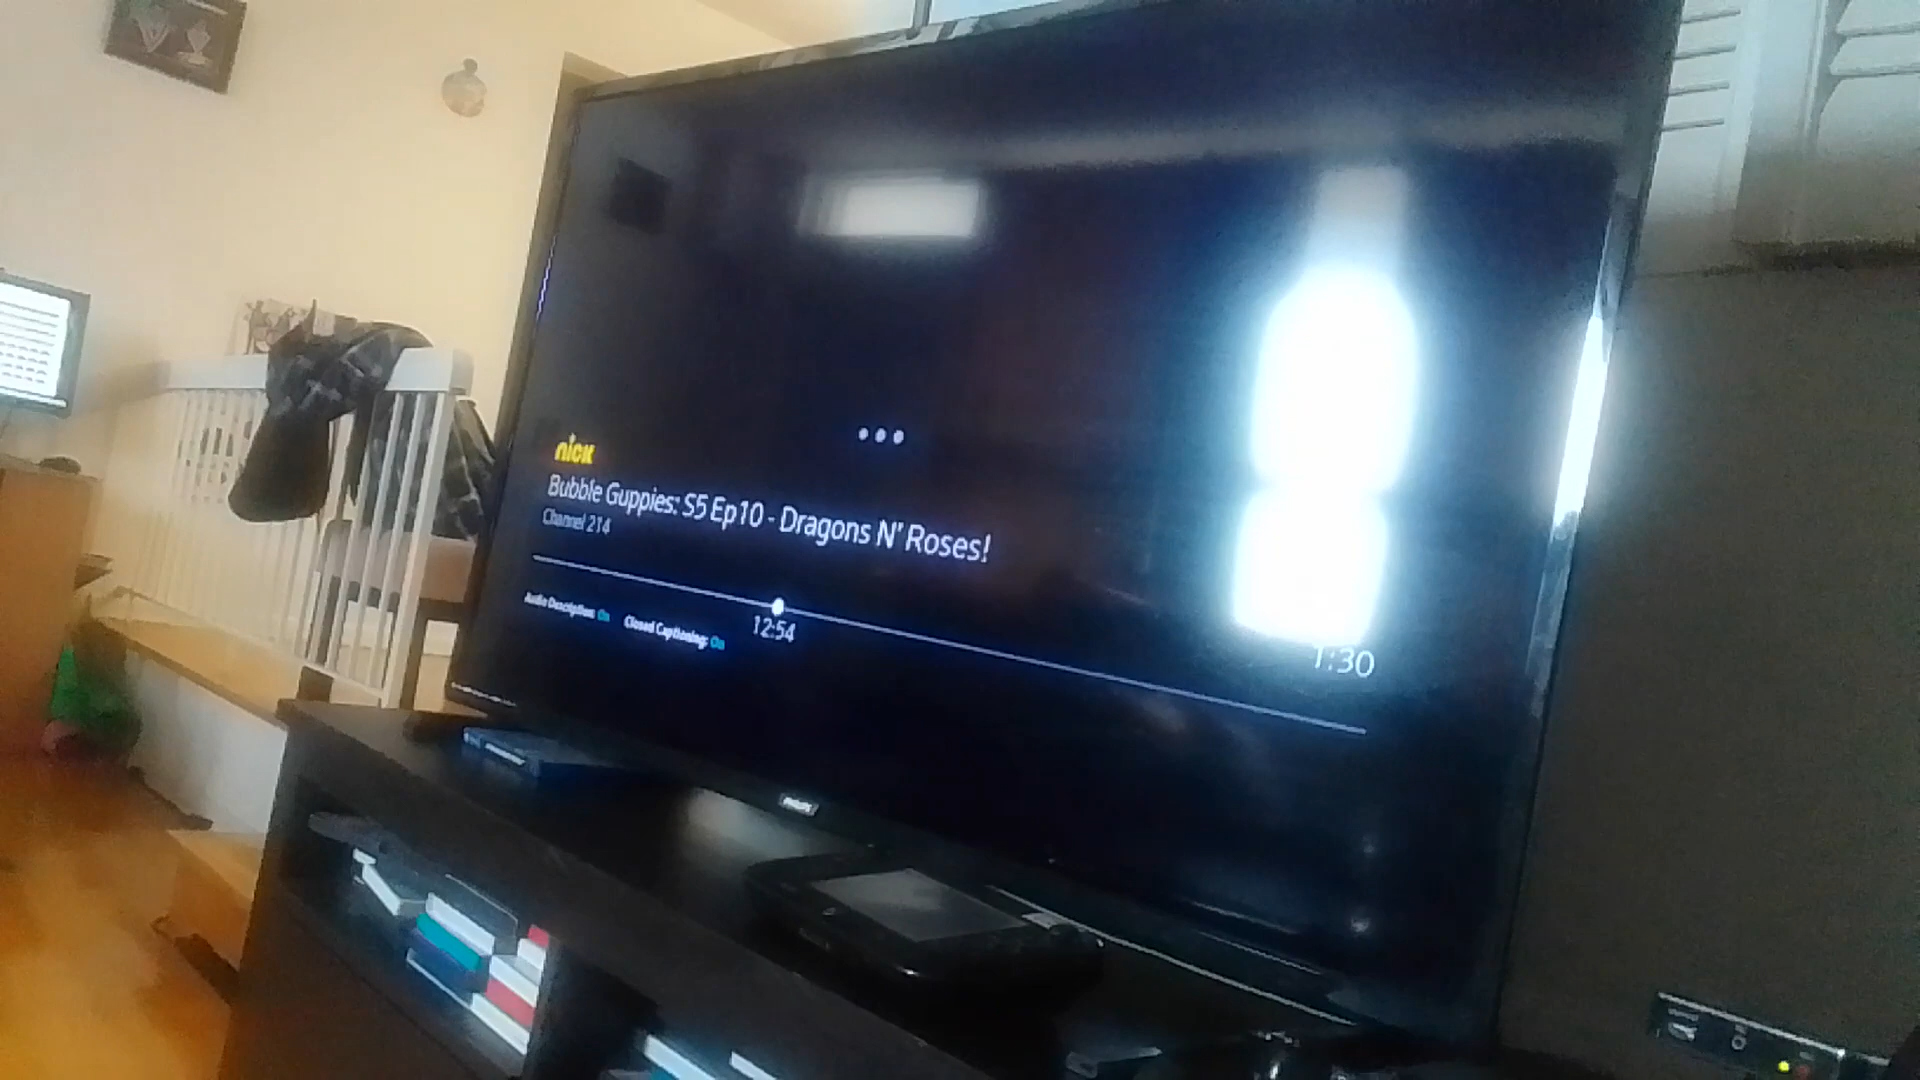 nick
Bubble Guppies: S5 Ep10 - Dragons N' Roses!
Channel 214
12:54
1:30
Audio Description: On Closed Captioning: On
PHILIPS